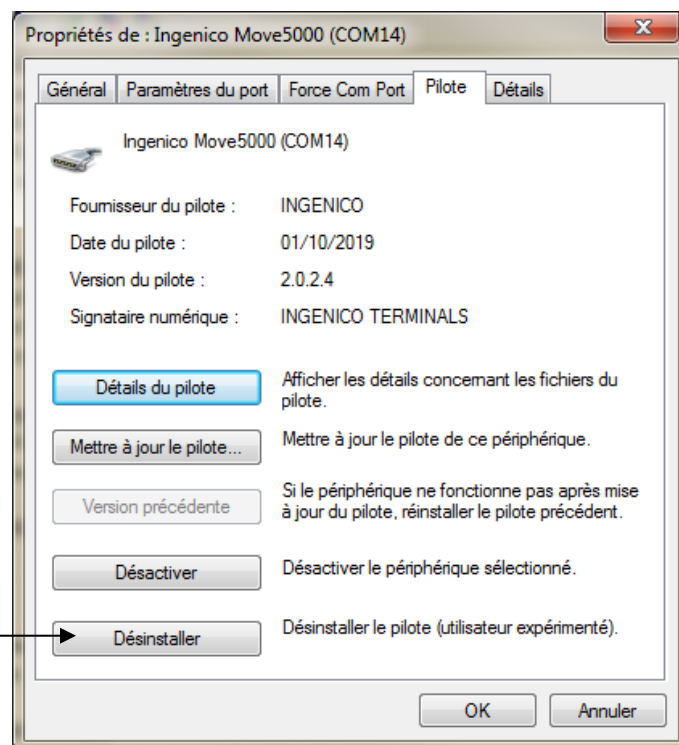 Propriétés de : Ingenico Move5000 (COM14)
Général Paramètres du port Force Com Port Pilote Détails
Ingenico Move5000 (COM14)
Fournisseur du pilote : INGENICO
Date du pilote : 01/10/2019
Version du pilote : 2.0.2.4
Signataire numérique : INGENICO TERMINALS
Détails du pilote
Afficher les détails concernant les fichiers du
pilote.
Mettre à jour le pilote...
Mettre à jour le pilote de ce périphérique.
Version précédente
Si le périphérique ne fonctionne pas après mise
à jour du pilote, réinstaller le pilote précédent.
Désactiver
Désactiver le périphérique sélectionné.
Désinstaller
Désinstaller le pilote (utilisateur expérimenté).
OK Annuler